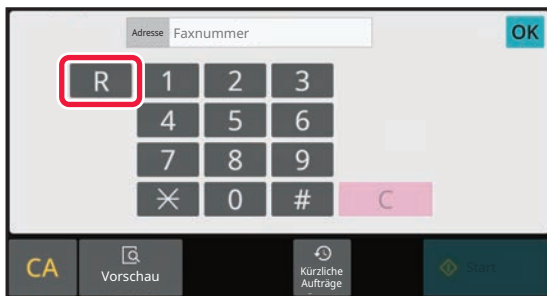 Adresse Faxnummer OK
R 1 2 3
4 5 6
7 8 9
* 0 # C
CA Vorschau Kürzliche
Aufträge Start